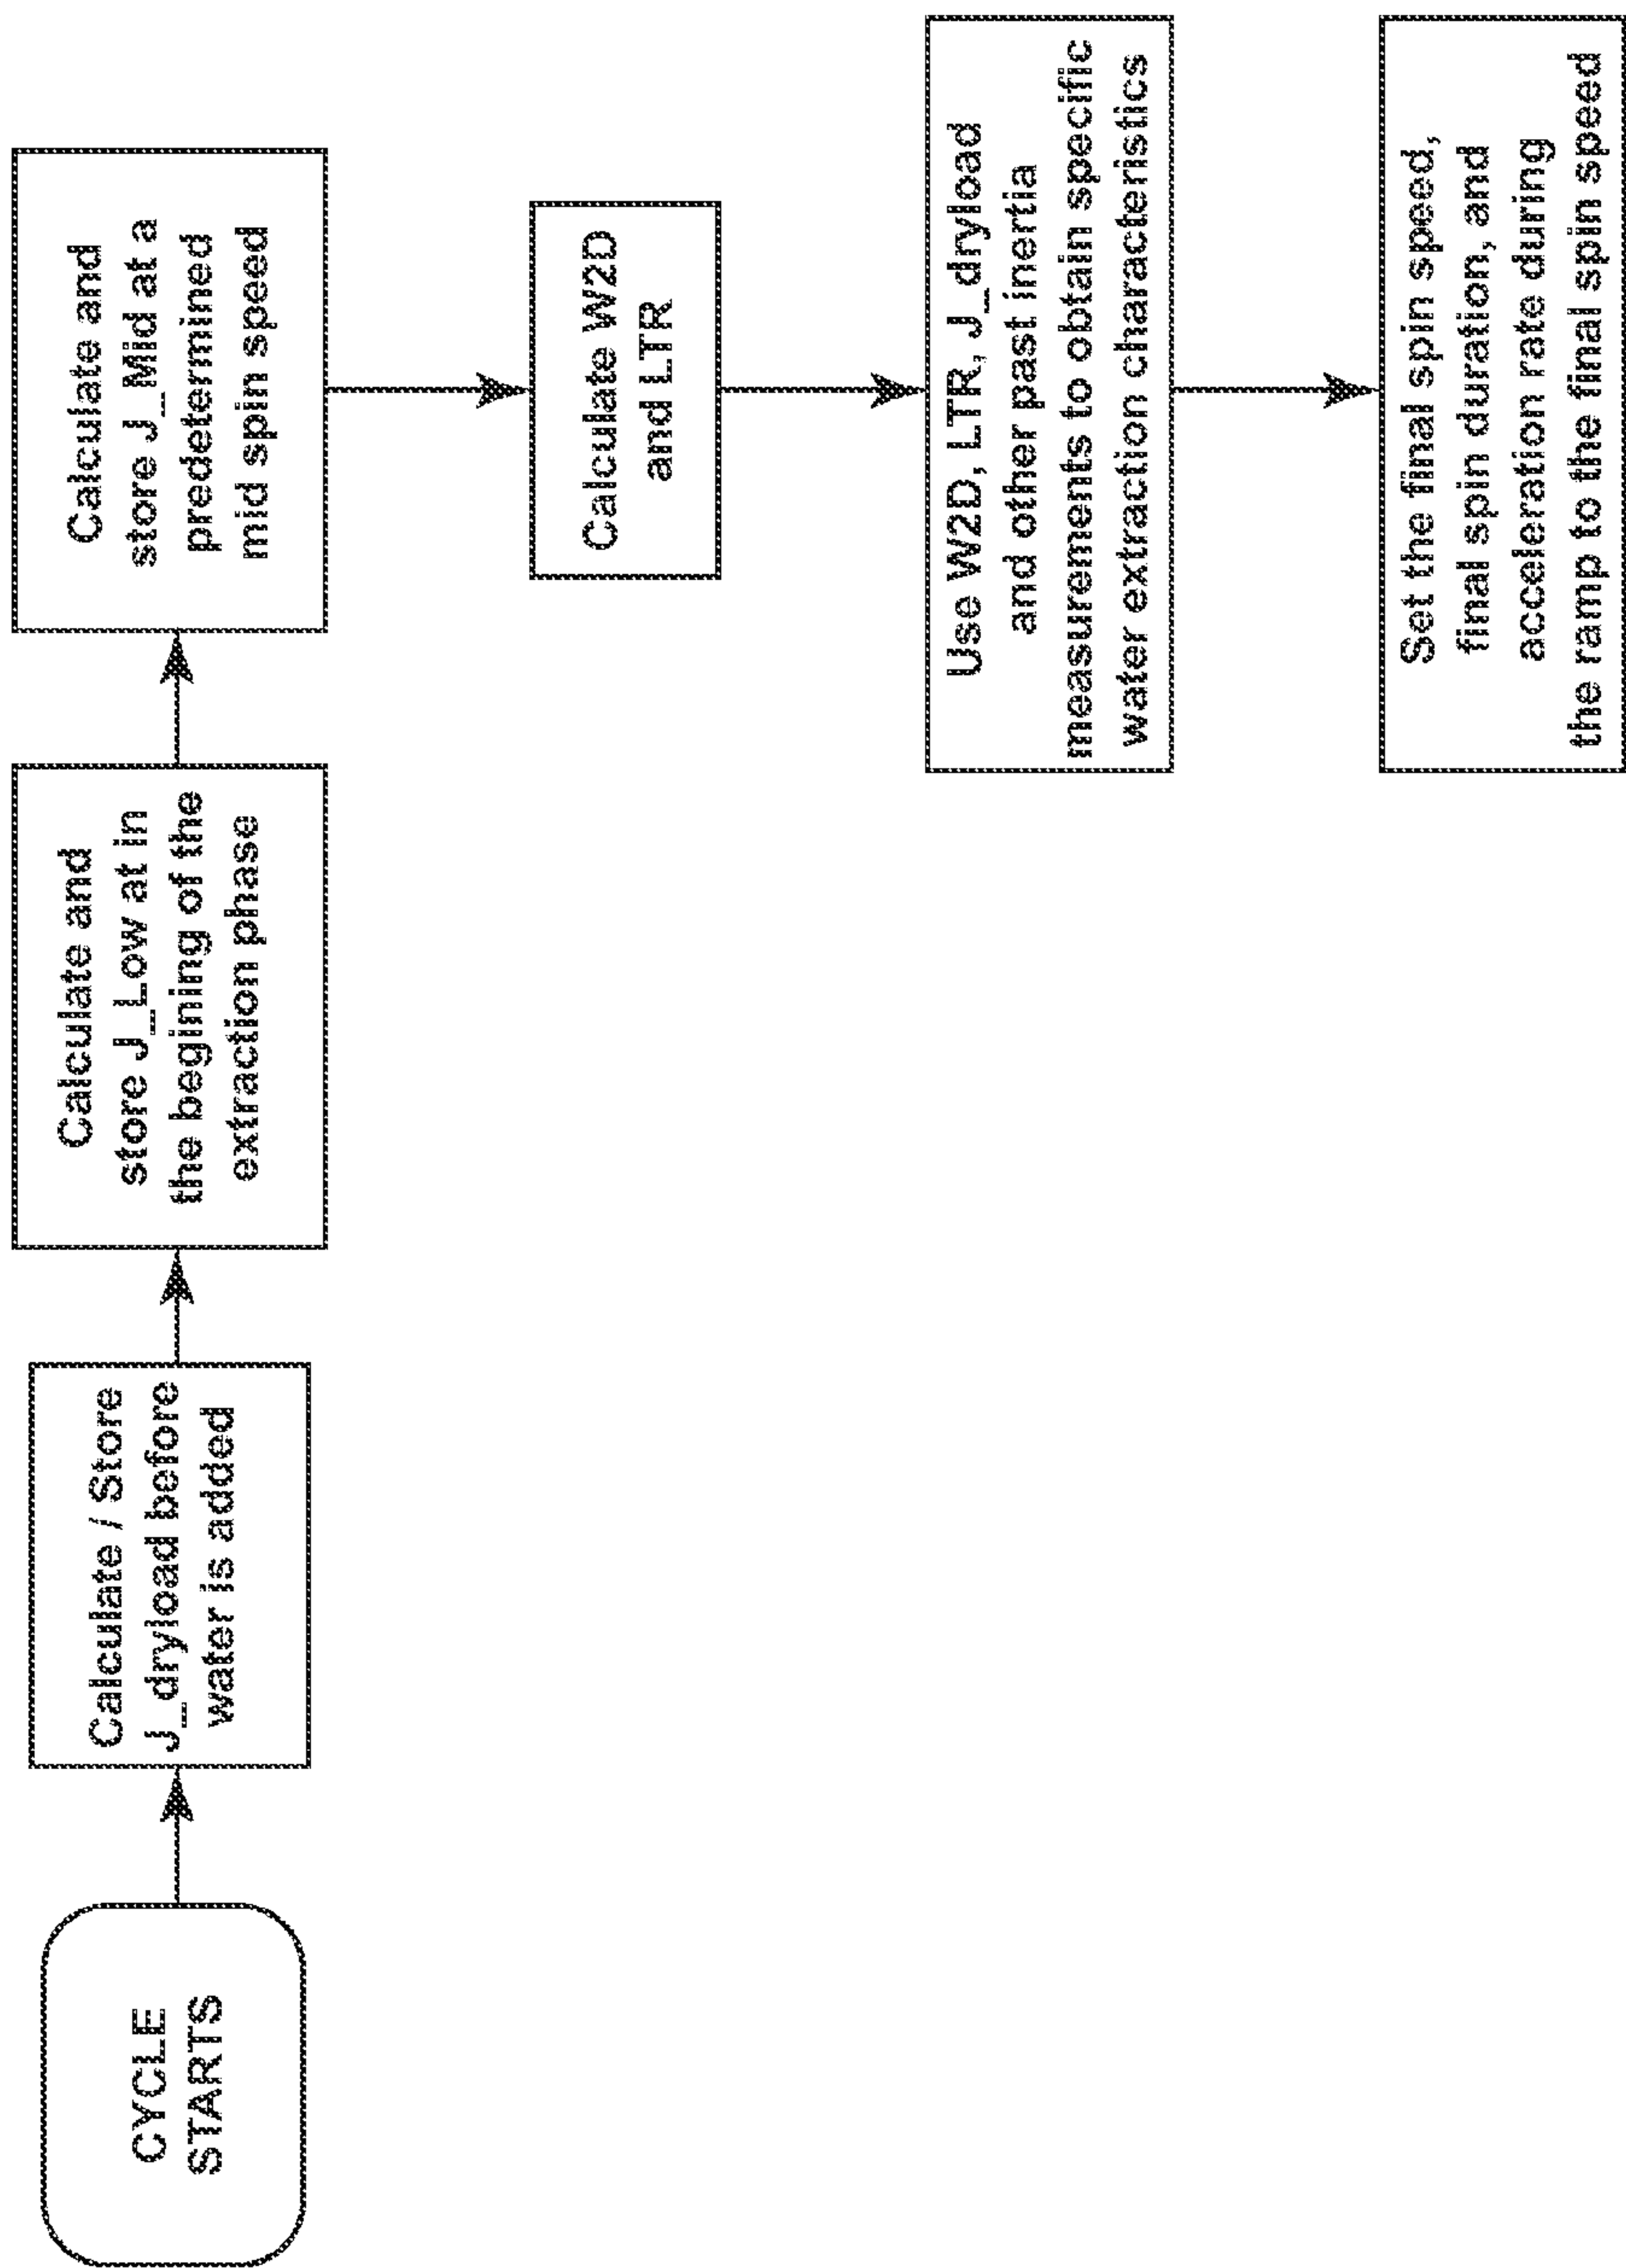 CYCLE
STARTS
Calculate / Store
J_dryload before
water is added
Calculate and
store J_Low at in
the begining of the
extraction phase
Calculate and
store J_Mid at a
predetermined
mid spin speed
Calculate W2D
and LTR
Use W2D, LTR, J_dryload
and other past inertia
measurements to obtain specific
water extraction characteristics
Set the final spin speed,
final spin duration, and
acceleration rate during
the ramp to the final spin speed